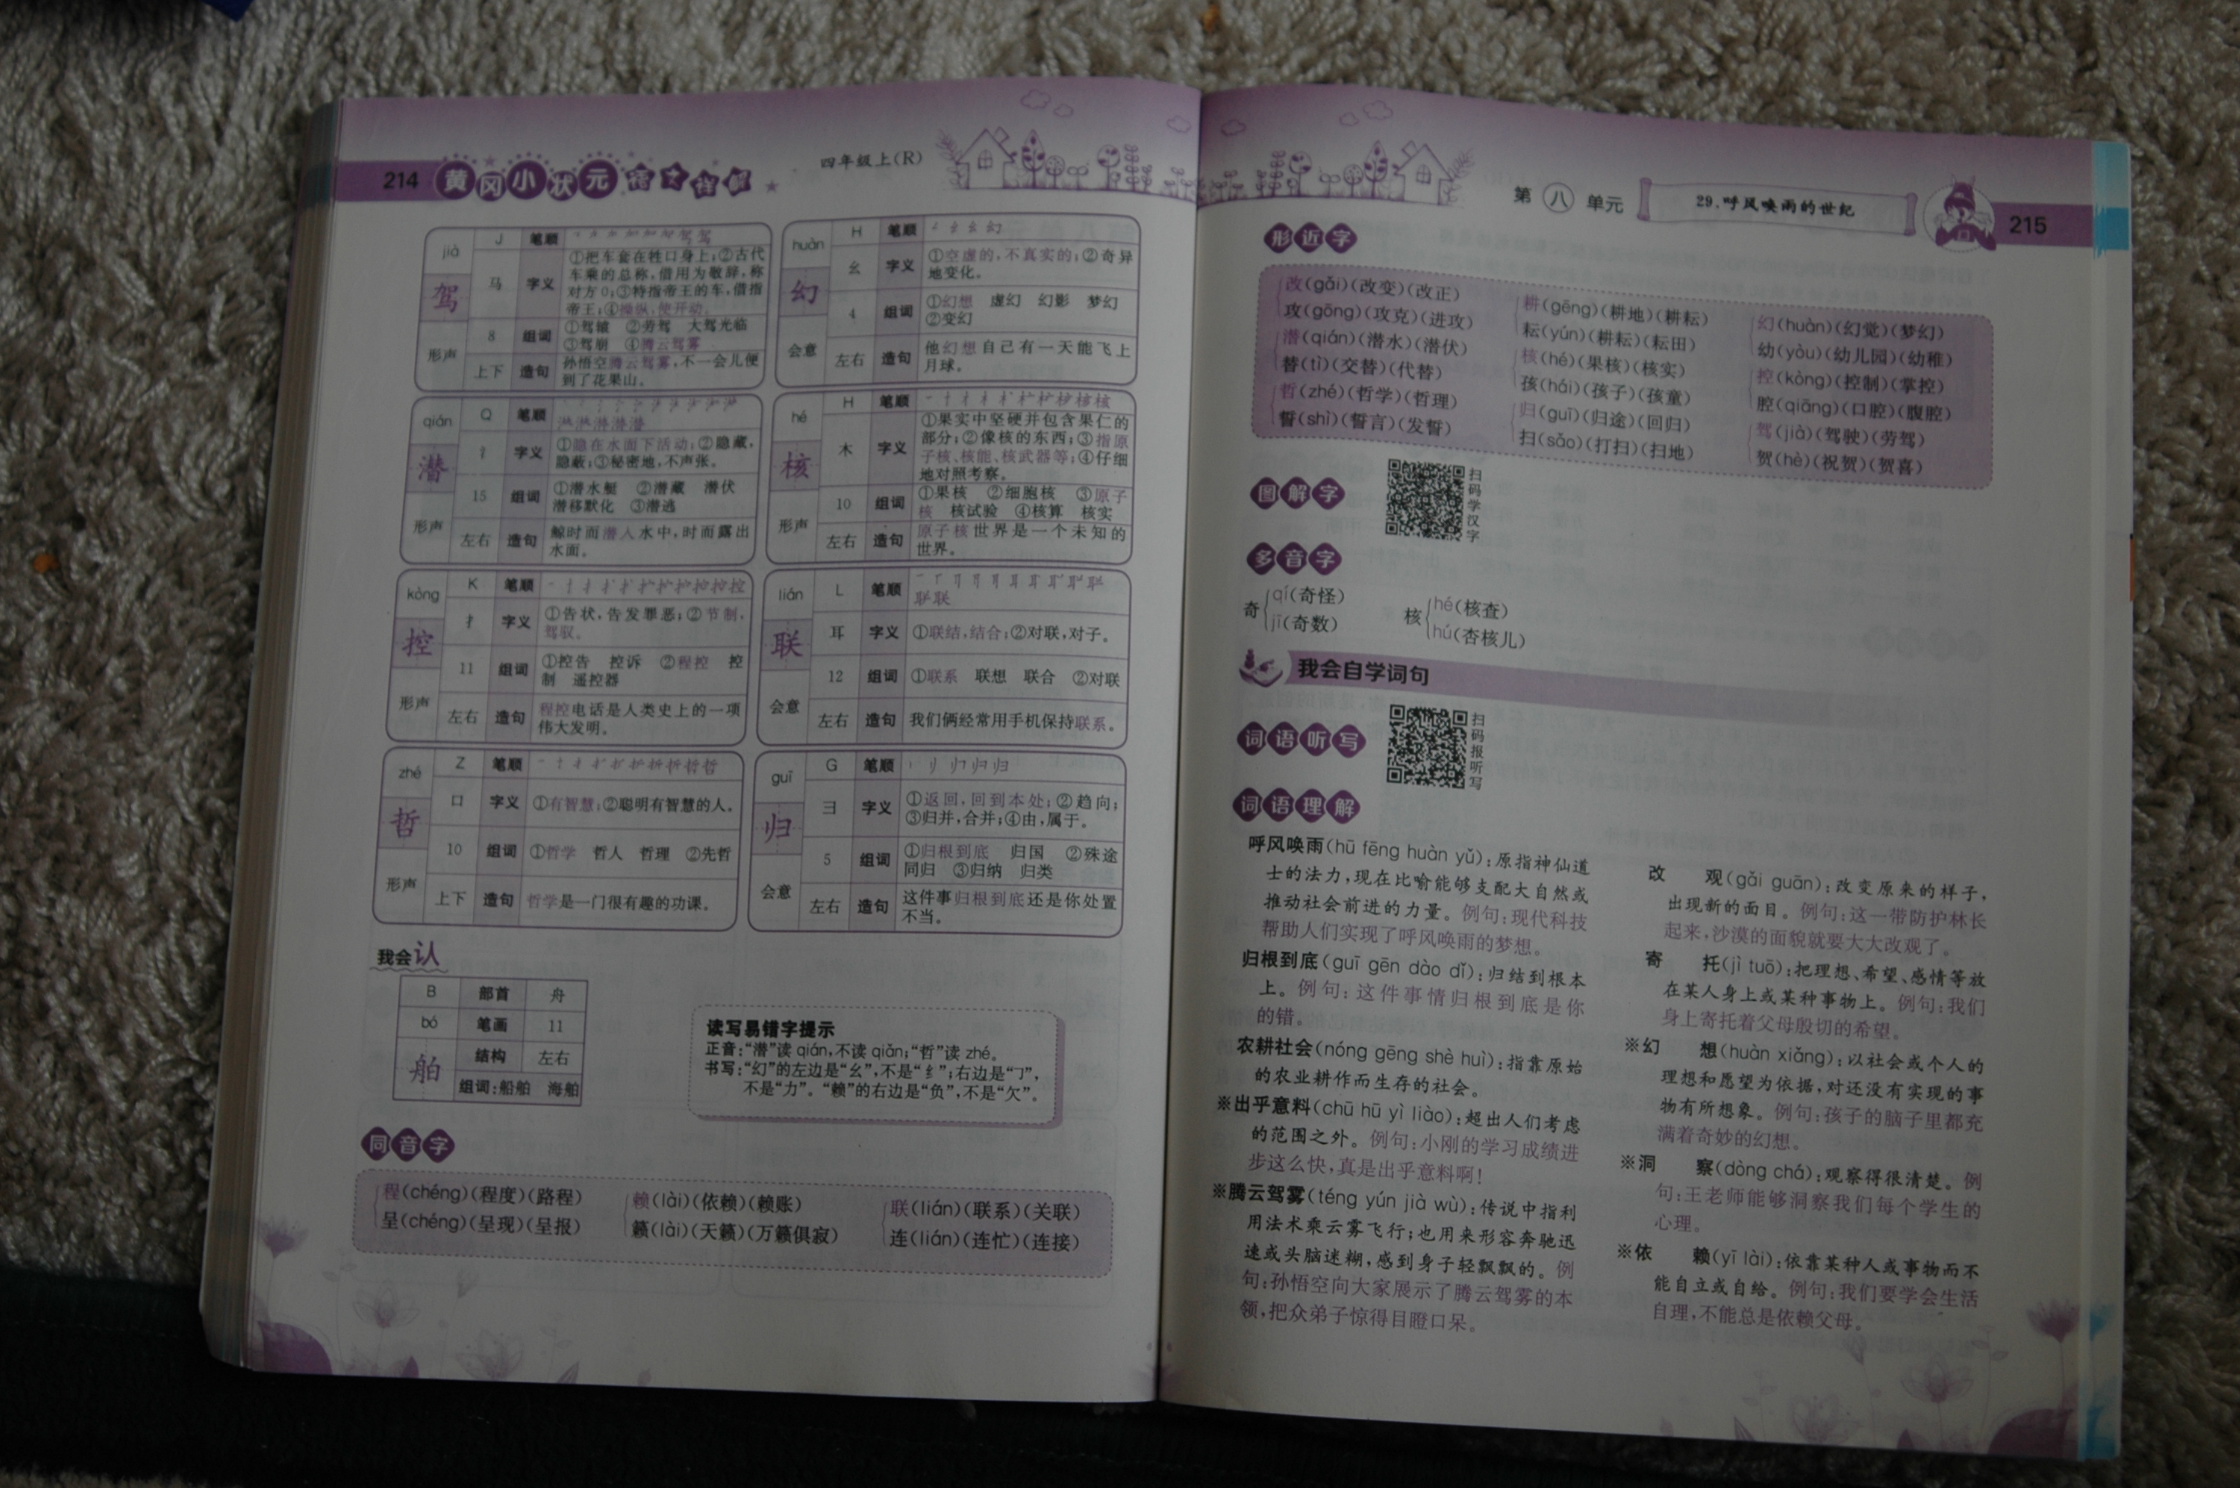 214 黄冈小状元 四年级上(R)
jià J 笔顺
驾 马 字义 ①把车套在牲口身上;②古代
车乘的总称,借用为敬辞,称
对方;③特指帝王的车,借指
帝王;④操纵,使开动。
形声 8 组词 ①驾辕 ②劳驾 大驾光临
③驾崩 ④腾云驾雾
上下 造句 孙悟空腾云驾雾,不一会儿便
到了花果山。
qián Q 笔顺
潜 氵 字义 ①隐在水面下活动;②隐藏,
隐蔽;③秘密地,不声张。
形声 15 组词 ①潜水艇 ②潜藏 潜伏
潜移默化 ③潜逃
左右 造句 鲸时而潜入水中,时而露出
水面。
kòng K 笔顺
控 扌 字义 ①告状,告发罪恶;②节制,
驾驭。
形声 11 组词 ①控告 控诉 ②程控 控
制 遥控器
左右 造句 程控电话是人类史上的一项
伟大发明。
zhé Z 笔顺
哲 口 字义 ①有智慧;②聪明有智慧的人。
形声 10 组词 ①哲学 哲人 哲理 ②先哲
上下 造句 哲学是一门很有趣的功课。
huàn H 笔顺
幻 幺 字义 ①空虚的,不真实的;②奇异
地变化。
会意 4 组词 ①幻想 虚幻 幻影 梦幻
②变幻
左右 造句 他幻想自己有一天能飞上
月球。
hé H 笔顺
核 木 字义 ①果实中坚硬并包含果仁的
部分;②像核的东西;③指原
子核、核能、核武器等;④仔细
地对照考察。
形声 10 组词 ①果核 ②细胞核 ③原子
核 核试验 ④核算 核实
左右 造句 原子核世界是一个未知的
世界。
lián L 笔顺
联 耳 字义 ①联结,结合;②对联,对子。
会意 12 组词 ①联系 联想 联合 ②对联
左右 造句 我们俩经常用手机保持联系。
guī G 笔顺
归 彐 字义 ①返回,回到本处;②趋向;
③归并,合并;④由,属于。
会意 5 组词 ①归根到底 归国 ②殊途
同归 ③归纳 归类
左右 造句 这件事归根到底还是你处置
不当。
我会认
B 部首 舟
bó 笔画 11
舶 结构 左右
组词:船舶 海舶
读写易错字提示
正音:“潜”读qián,不读qiǎn;“哲”读zhé。
书写:“幻”的左边是“幺”,不是“纟”;右边是“㇆”,
不是“力”。“赖”的右边是“负”,不是“欠”。
同音字
程(chéng)(程度)(路程)
呈(chéng)(呈现)(呈报)
赖(lài)(依赖)(赖账)
籁(lài)(天籁)(万籁俱寂)
联(lián)(联系)(关联)
连(lián)(连忙)(连接)
第八单元 29.呼风唤雨的世纪 215
形近字
改(gǎi)(改变)(改正)
攻(gōng)(攻克)(进攻)
潜(qián)(潜水)(潜伏)
替(tì)(交替)(代替)
哲(zhé)(哲学)(哲理)
誓(shì)(誓言)(发誓)
耕(gēng)(耕地)(耕耘)
耘(yún)(耕耘)(耘田)
核(hé)(果核)(核实)
孩(hái)(孩子)(孩童)
归(guī)(归途)(回归)
扫(sǎo)(打扫)(扫地)
幻(huàn)(幻觉)(梦幻)
幼(yòu)(幼儿园)(幼稚)
控(kòng)(控制)(掌控)
腔(qiāng)(口腔)(腹腔)
驾(jià)(驾驶)(劳驾)
贺(hè)(祝贺)(贺喜)
图解字
扫码学汉字
多音字
奇 qí(奇怪)
jī(奇数)
核 hé(核查)
hú(杏核儿)
我会自学词句
词语听写
扫码报听写
词语理解
呼风唤雨(hū fēng huàn yǔ):原指神仙道
士的法力,现在比喻能够支配大自然或
推动社会前进的力量。例句:现代科技
帮助人们实现了呼风唤雨的梦想。
归根到底(guī gēn dào dǐ):归结到根本
上。例句:这件事情归根到底是你
的错。
农耕社会(nóng gēng shè huì):指靠原始
的农业耕作而生存的社会。
※出乎意料(chū hū yì liào):超出人们考虑
的范围之外。例句:小刚的学习成绩进
步这么快,真是出乎意料啊!
※腾云驾雾(téng yún jià wù):传说中指利
用法术乘云雾飞行;也用来形容奔驰迅
速或头脑迷糊,感到身子轻飘飘的。例
句:孙悟空向大家展示了腾云驾雾的本
领,把众弟子惊得目瞪口呆。
改 观(gǎi guān):改变原来的样子,
出现新的面目。例句:这一带防护林长
起来,沙漠的面貌就要大大改观了。
寄 托(jì tuō):把理想、希望、感情等放
在某人身上或某种事物上。例句:我们
身上寄托着父母殷切的希望。
※幻 想(huàn xiǎng):以社会或个人的
理想和愿望为依据,对还没有实现的事
物有所想象。例句:孩子的脑子里都充
满着奇妙的幻想。
※洞 察(dòng chá):观察得很清楚。例
句:王老师能够洞察我们每个学生的
心理。
※依 赖(yī lài):依靠某种人或事物而不
能自立或自给。例句:我们要学会生活
自理,不能总是依赖父母。